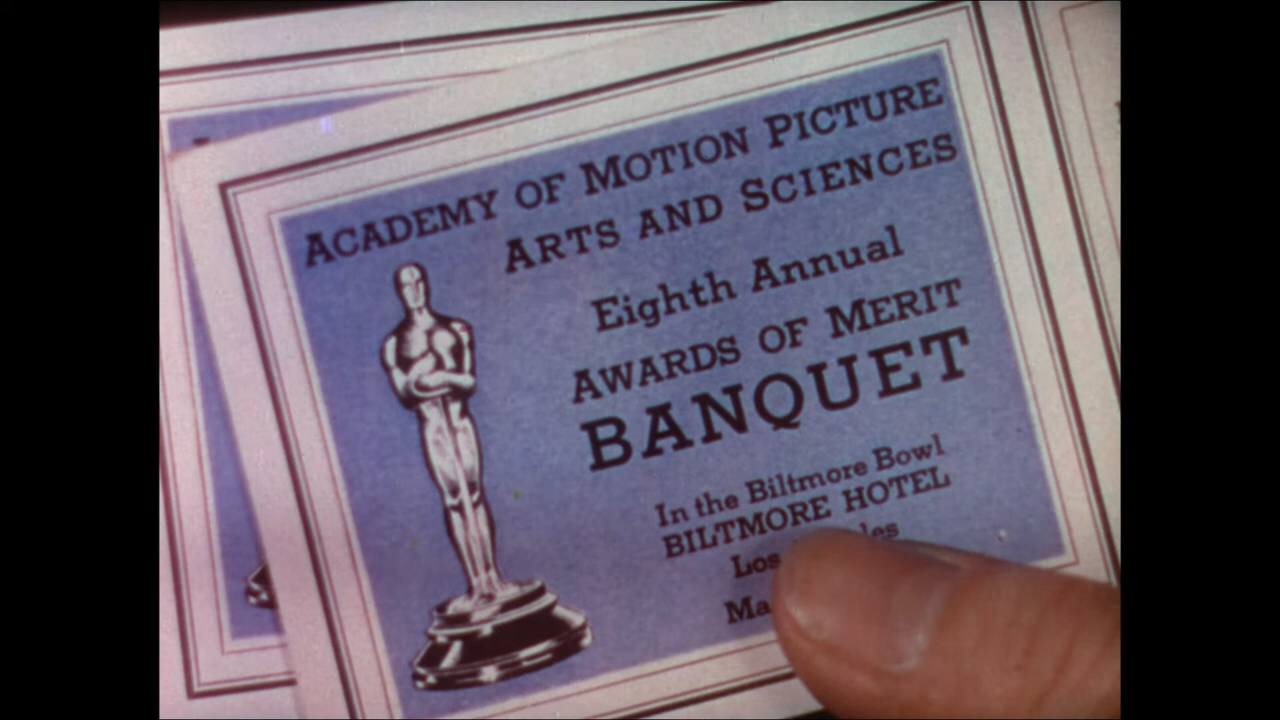 ACADEMY OF MOTION PICTURE
ARTS AND SCIENCES
Eighth Annual
AWARDS OF MERIT
BANQUET
In the Biltmore Bowl
BILTMORE HOTEL
Los